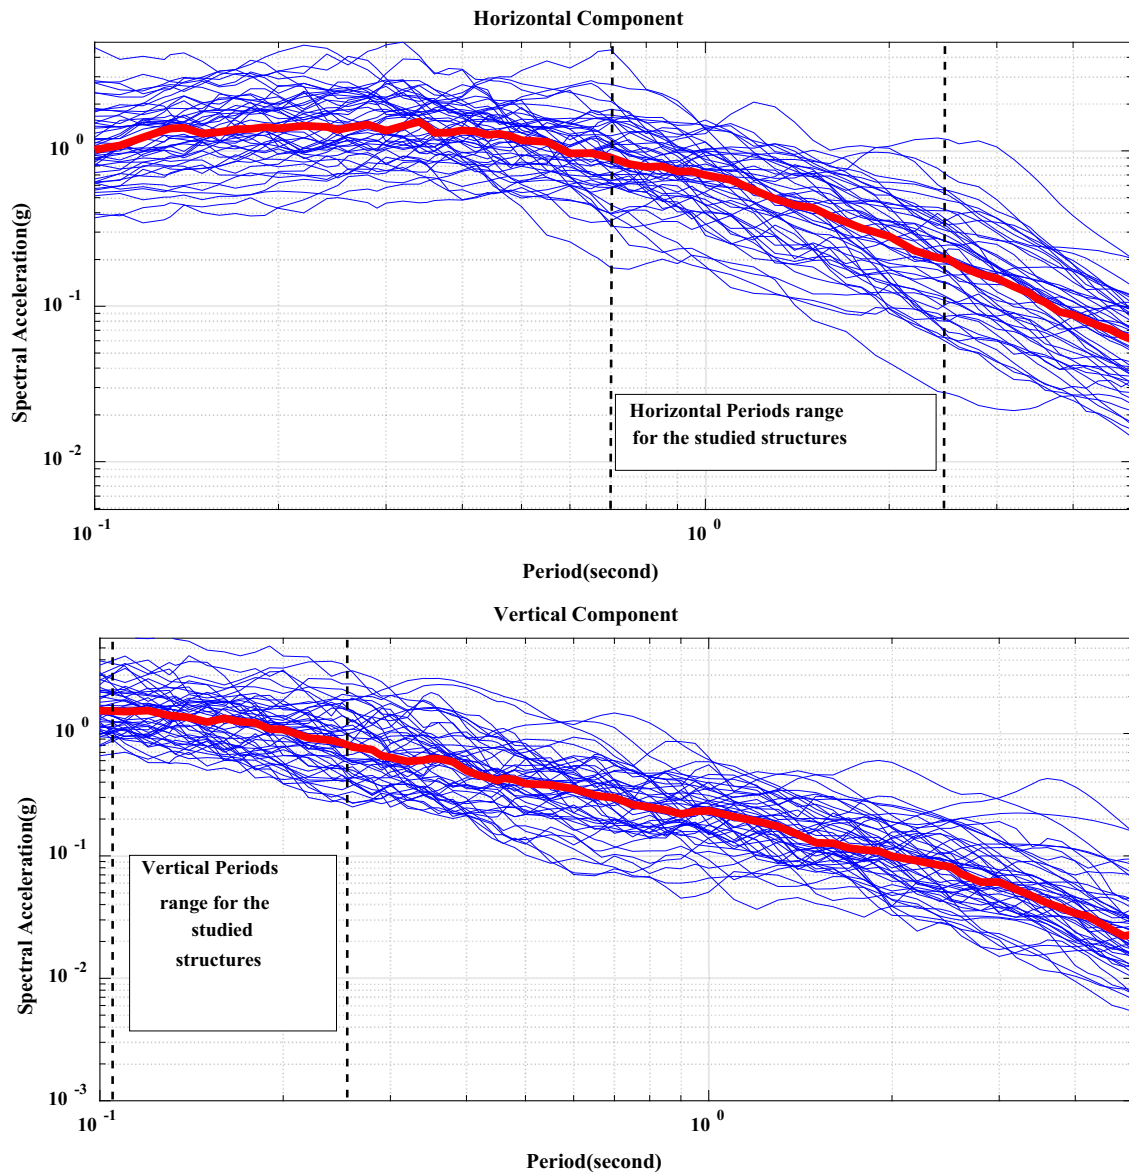 Horizontal Component
10 0
10 -1
10 -2
Spectral Acceleration(g)
Horizontal Periods range
for the studied structures
10 -1
10 0
Period(second)
Vertical Component
10 0
10 -1
10 -2
10 -3
Spectral Acceleration(g)
Vertical Periods
range for the
studied
structures
10 -1
10 0
Period(second)